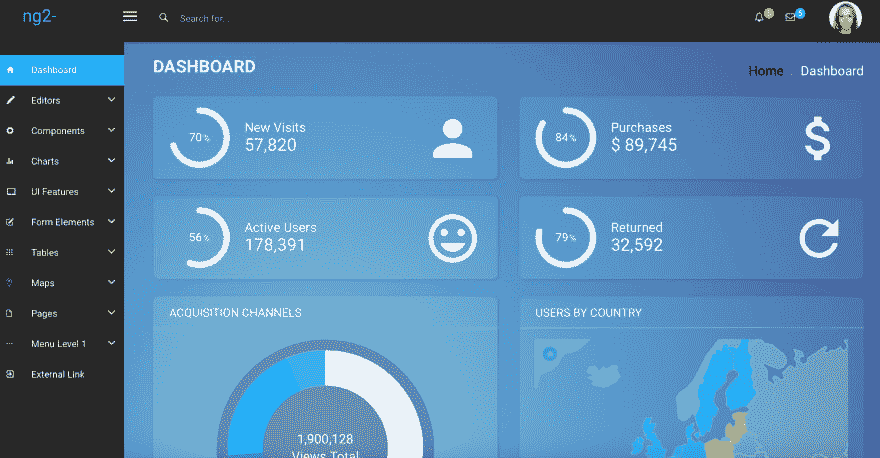 ng2-
Search for...
5
Dashboard
Editors
Components
Charts
UI Features
Form Elements
Tables
Maps
Pages
Menu Level 1
External Link
DASHBOARD
Home . Dashboard
70%
New Visits
57,820
84%
Purchases
$ 89,745
56%
Active Users
178,391
79%
Returned
32,592
ACQUISITION CHANNELS
1,900,128
Views Total
USERS BY COUNTRY